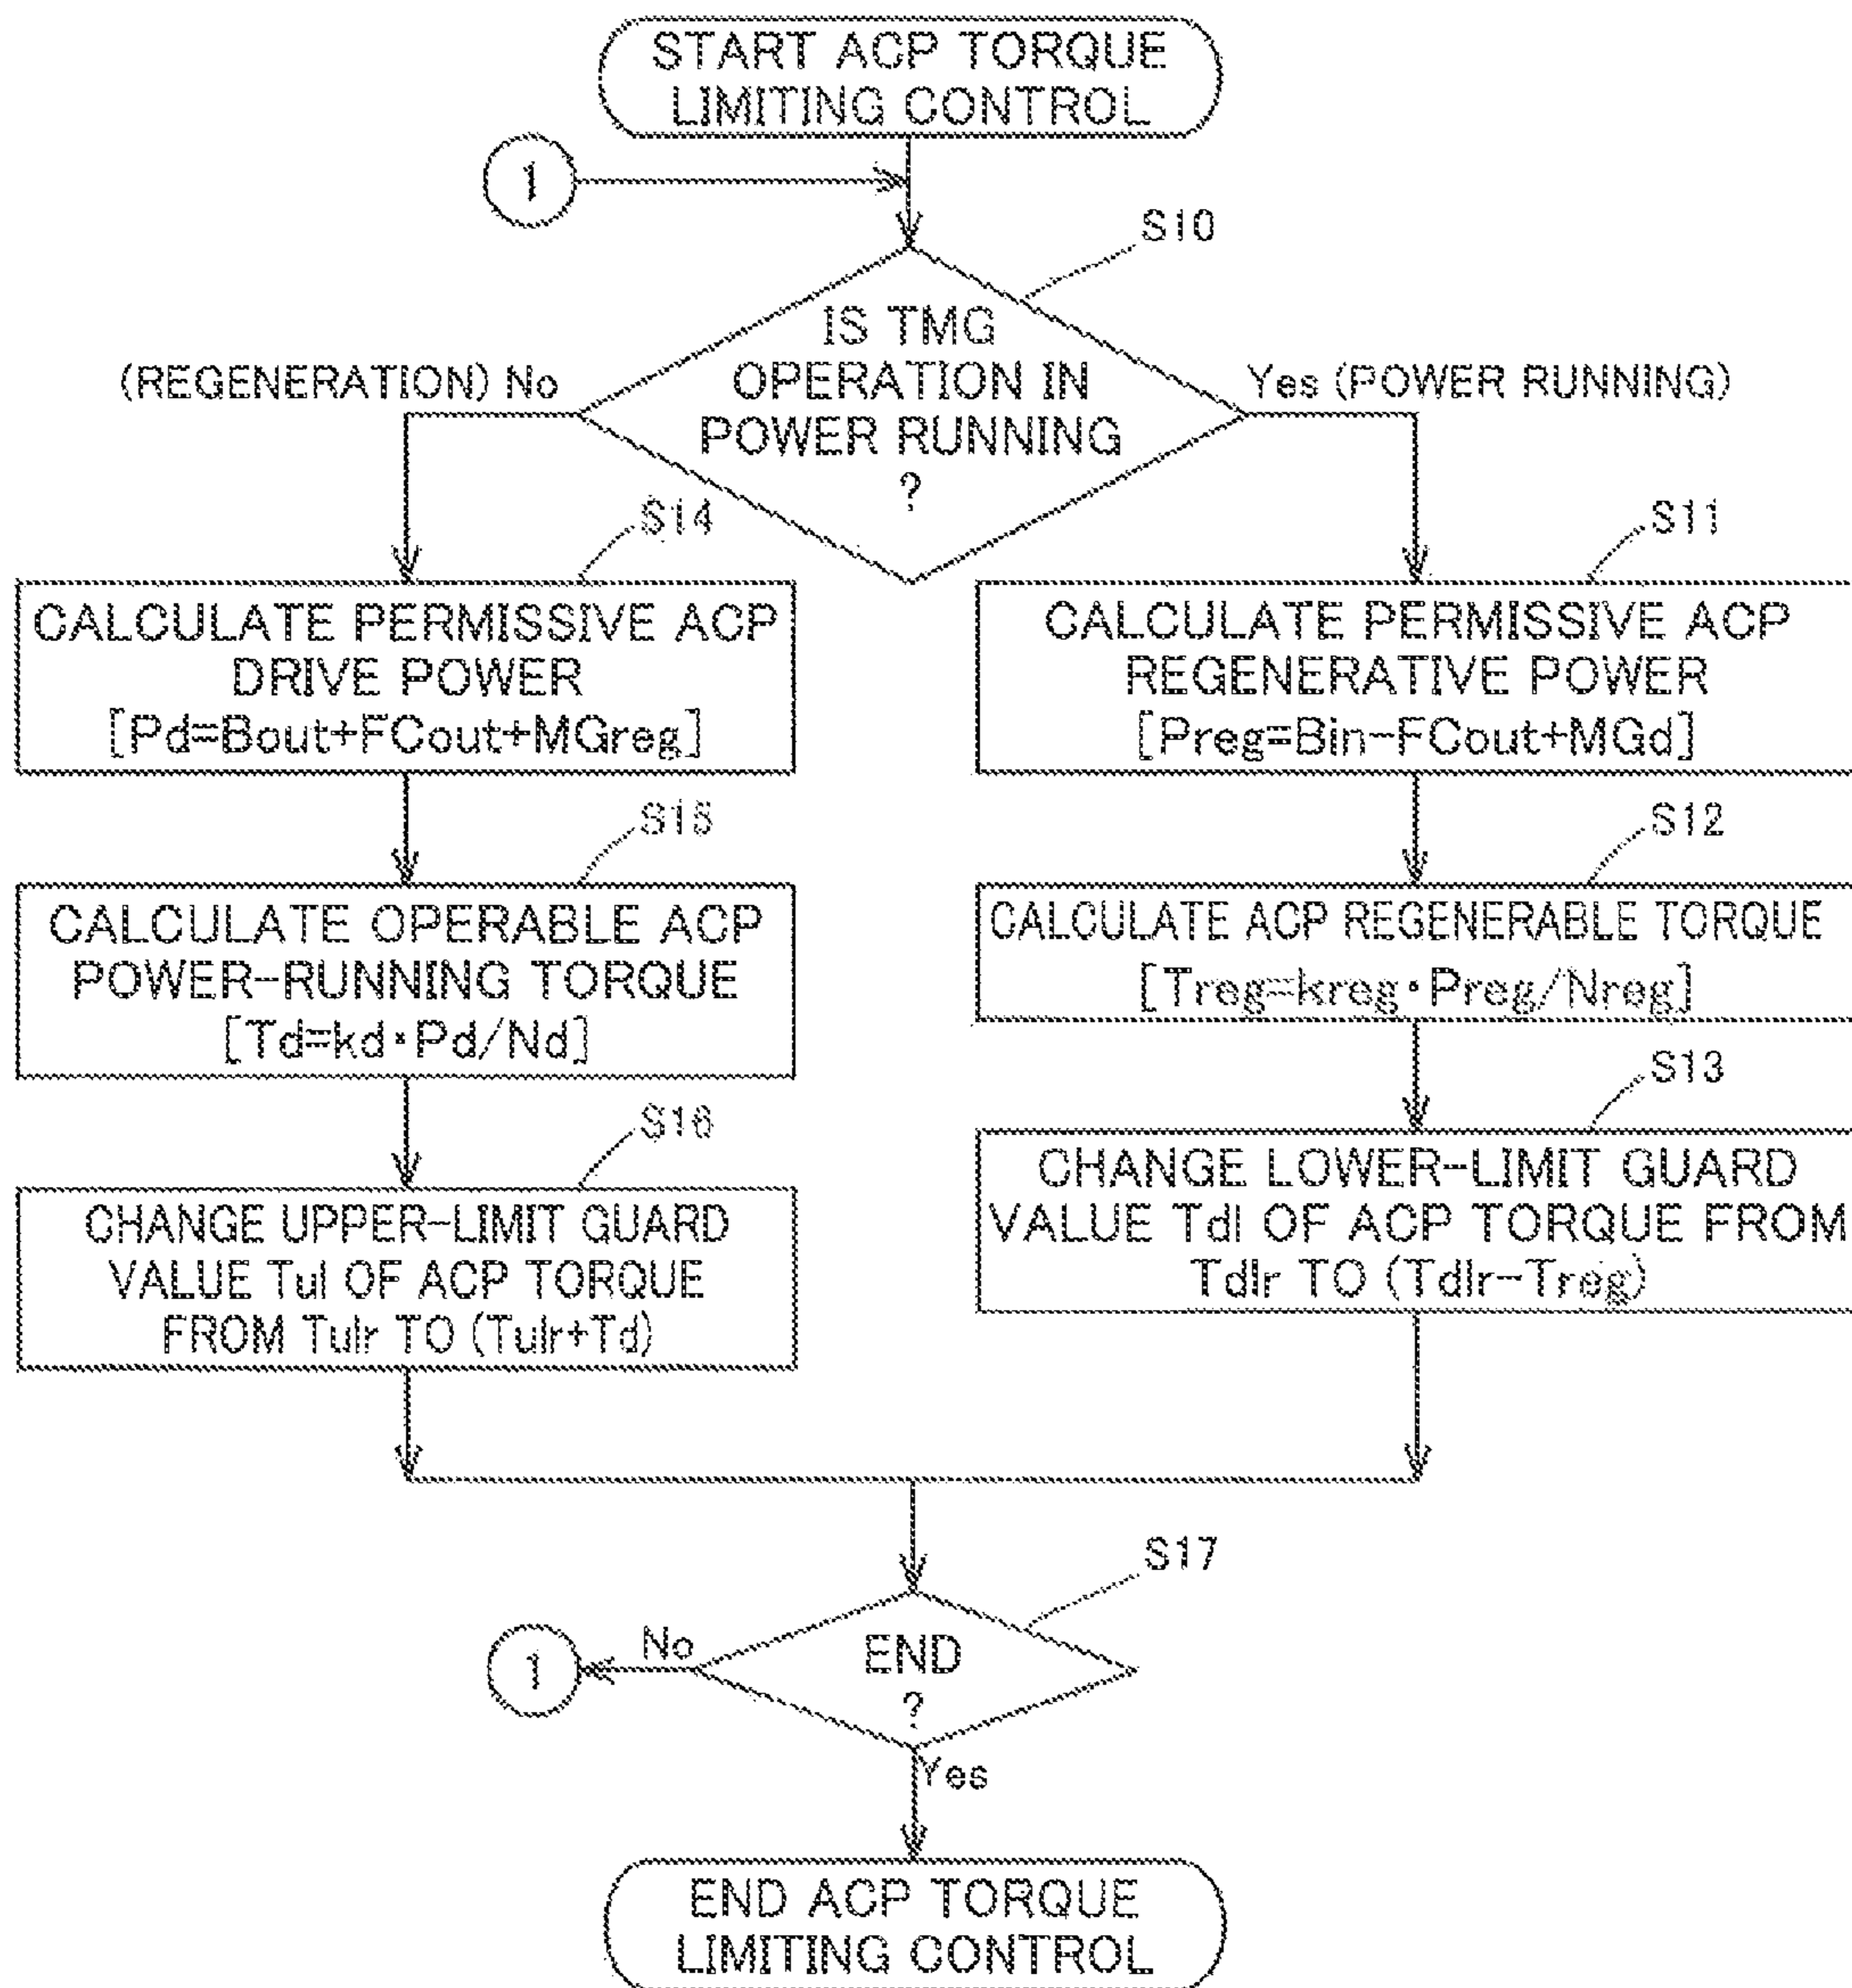 START ACP TORQUE
LIMITING CONTROL
1
S10
IS TMG
OPERATION IN
POWER RUNNING
?
(REGENERATION) No
Yes (POWER RUNNING)
S14
CALCULATE PERMISSIVE ACP
DRIVE POWER
[Pd=Bout+FCout+MGreg]
S15
CALCULATE OPERABLE ACP
POWER-RUNNING TORQUE
[Td=kd·Pd/Nd]
S16
CHANGE UPPER-LIMIT GUARD
VALUE Tul OF ACP TORQUE
FROM Tulr TO (Tulr+Td)
S11
CALCULATE PERMISSIVE ACP
REGENERATIVE POWER
[Preg=Bin-FCout+MGd]
S12
CALCULATE ACP REGENERABLE TORQUE
[Treg=kreg·Preg/Nreg]
S13
CHANGE LOWER-LIMIT GUARD
VALUE Tdl OF ACP TORQUE FROM
Tdlr TO (Tdlr-Treg)
S17
END
?
No
1
Yes
END ACP TORQUE
LIMITING CONTROL